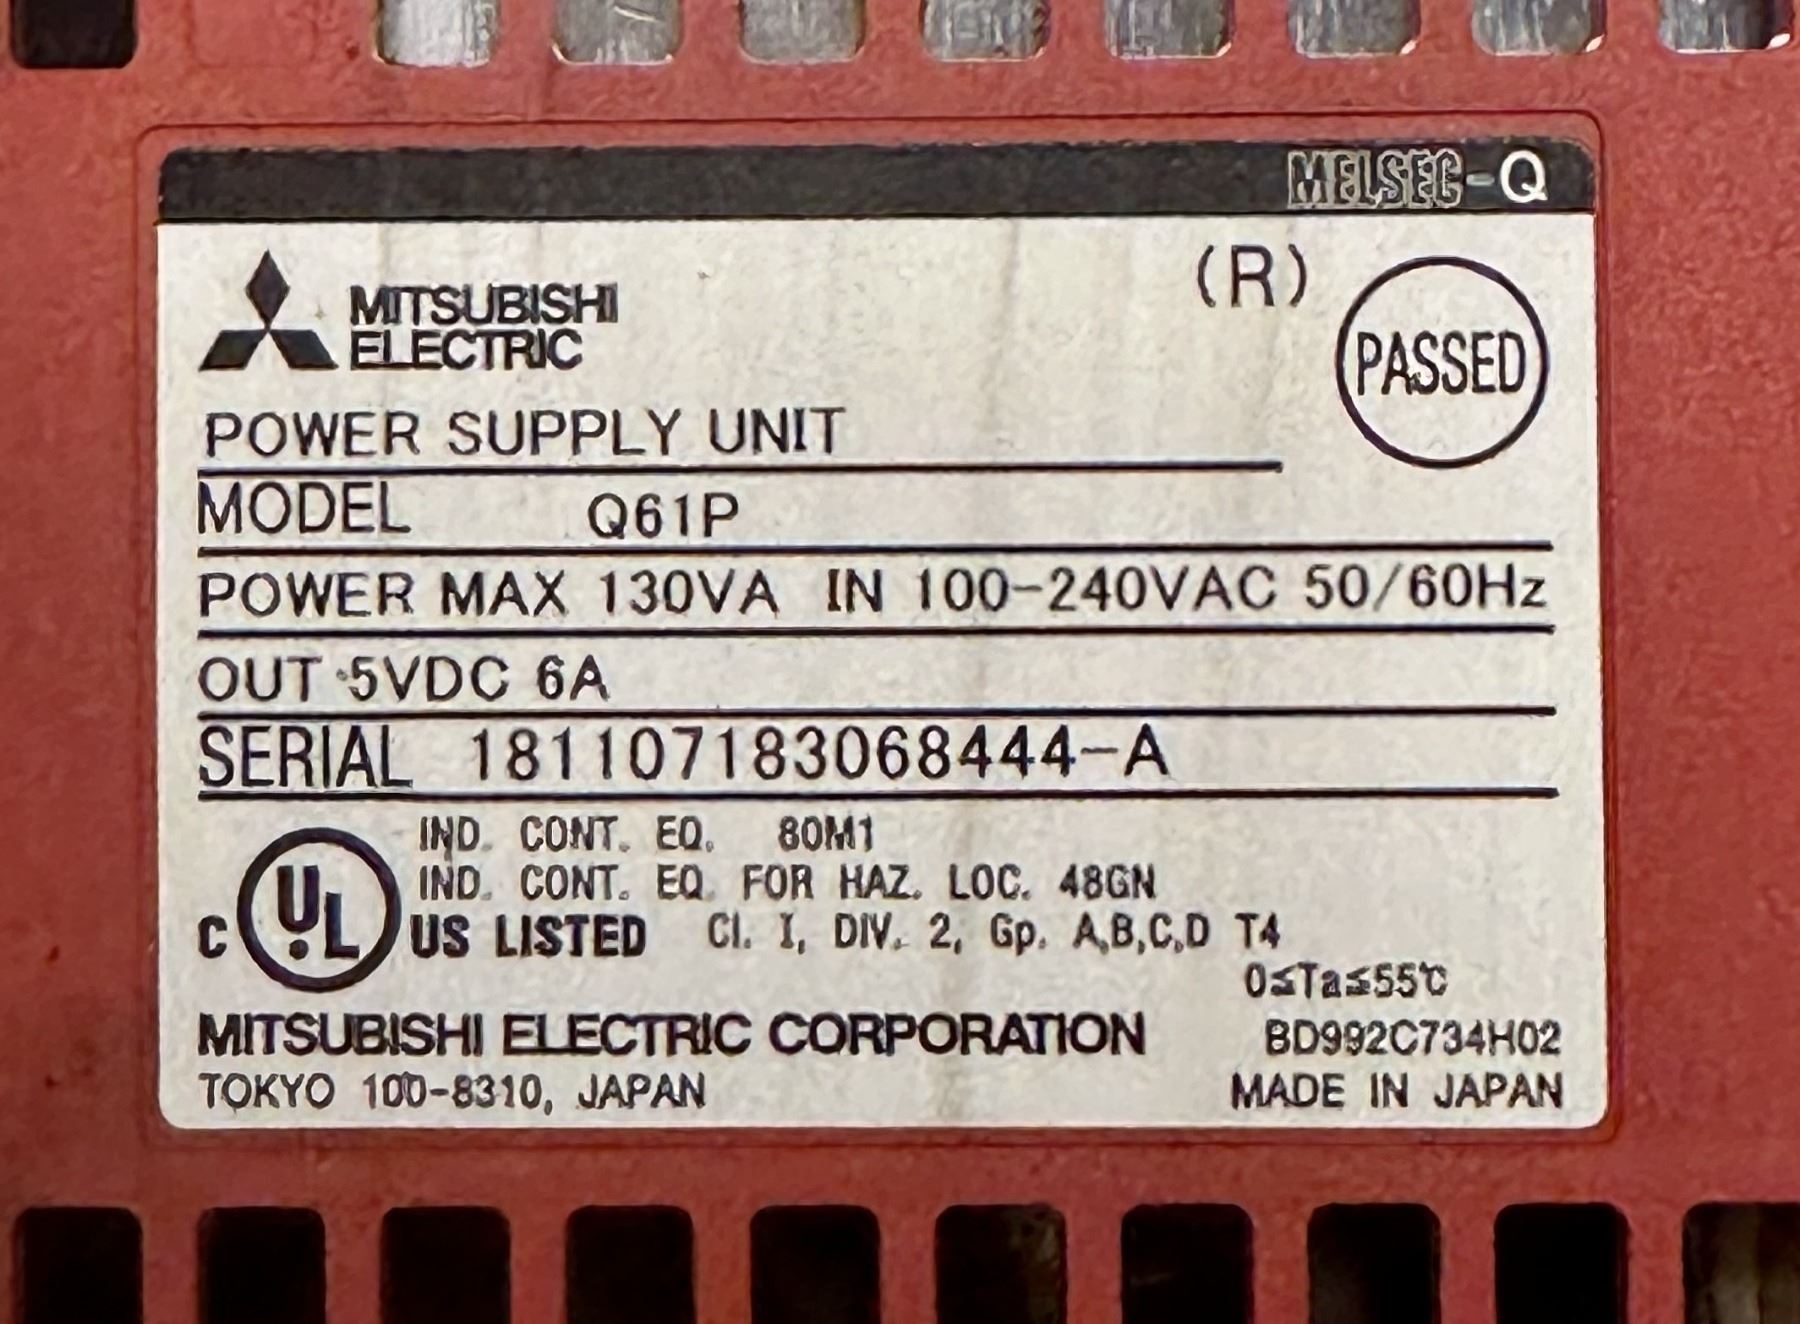 MELSEC-Q
MITSUBISHI
ELECTRIC
(R)
PASSED
POWER SUPPLY UNIT
MODEL Q61P
POWER MAX 130VA IN 100-240VAC 50/60Hz
OUT 5VDC 6A
SERIAL 181107183068444-A
IND. CONT. EQ. 80M1
IND. CONT. EQ. FOR HAZ. LOC. 48GN
C UL US LISTED Cl. I, DIV. 2, Gp. A,B,C,D T4
0≤Ta≤55℃
MITSUBISHI ELECTRIC CORPORATION BD992C734H02
TOKYO 100-8310, JAPAN MADE IN JAPAN